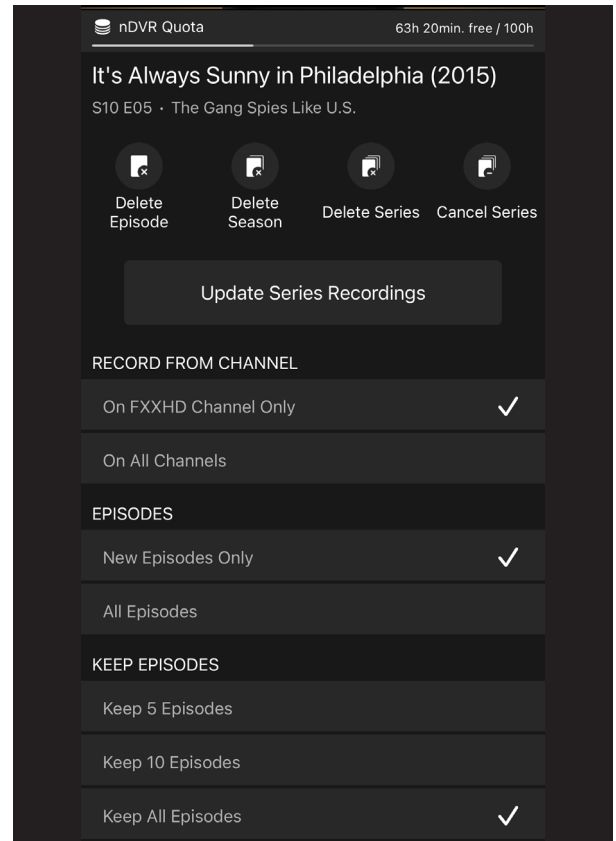 nDVR Quota 63h 20min. free / 100h
It's Always Sunny in Philadelphia (2015)
S10 E05 · The Gang Spies Like U.S.
Delete Episode
Delete Season
Delete Series
Cancel Series
Update Series Recordings
RECORD FROM CHANNEL
On FXXHD Channel Only
On All Channels
EPISODES
New Episodes Only
All Episodes
KEEP EPISODES
Keep 5 Episodes
Keep 10 Episodes
Keep All Episodes